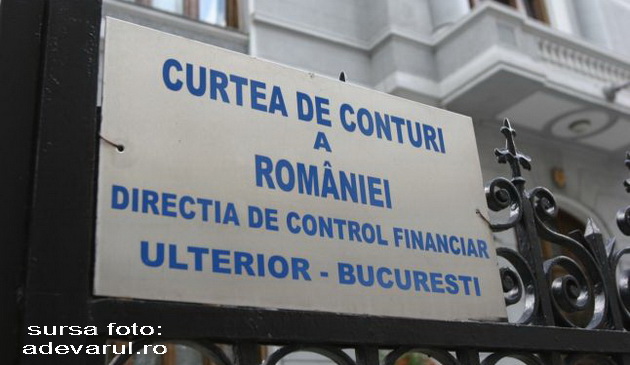 CURTEA DE CONTURI
A
ROMÂNIEI
DIRECTIA DE CONTROL FINANCIAR
ULTERIOR - BUCURESTI
sursa foto:
adevarul.ro